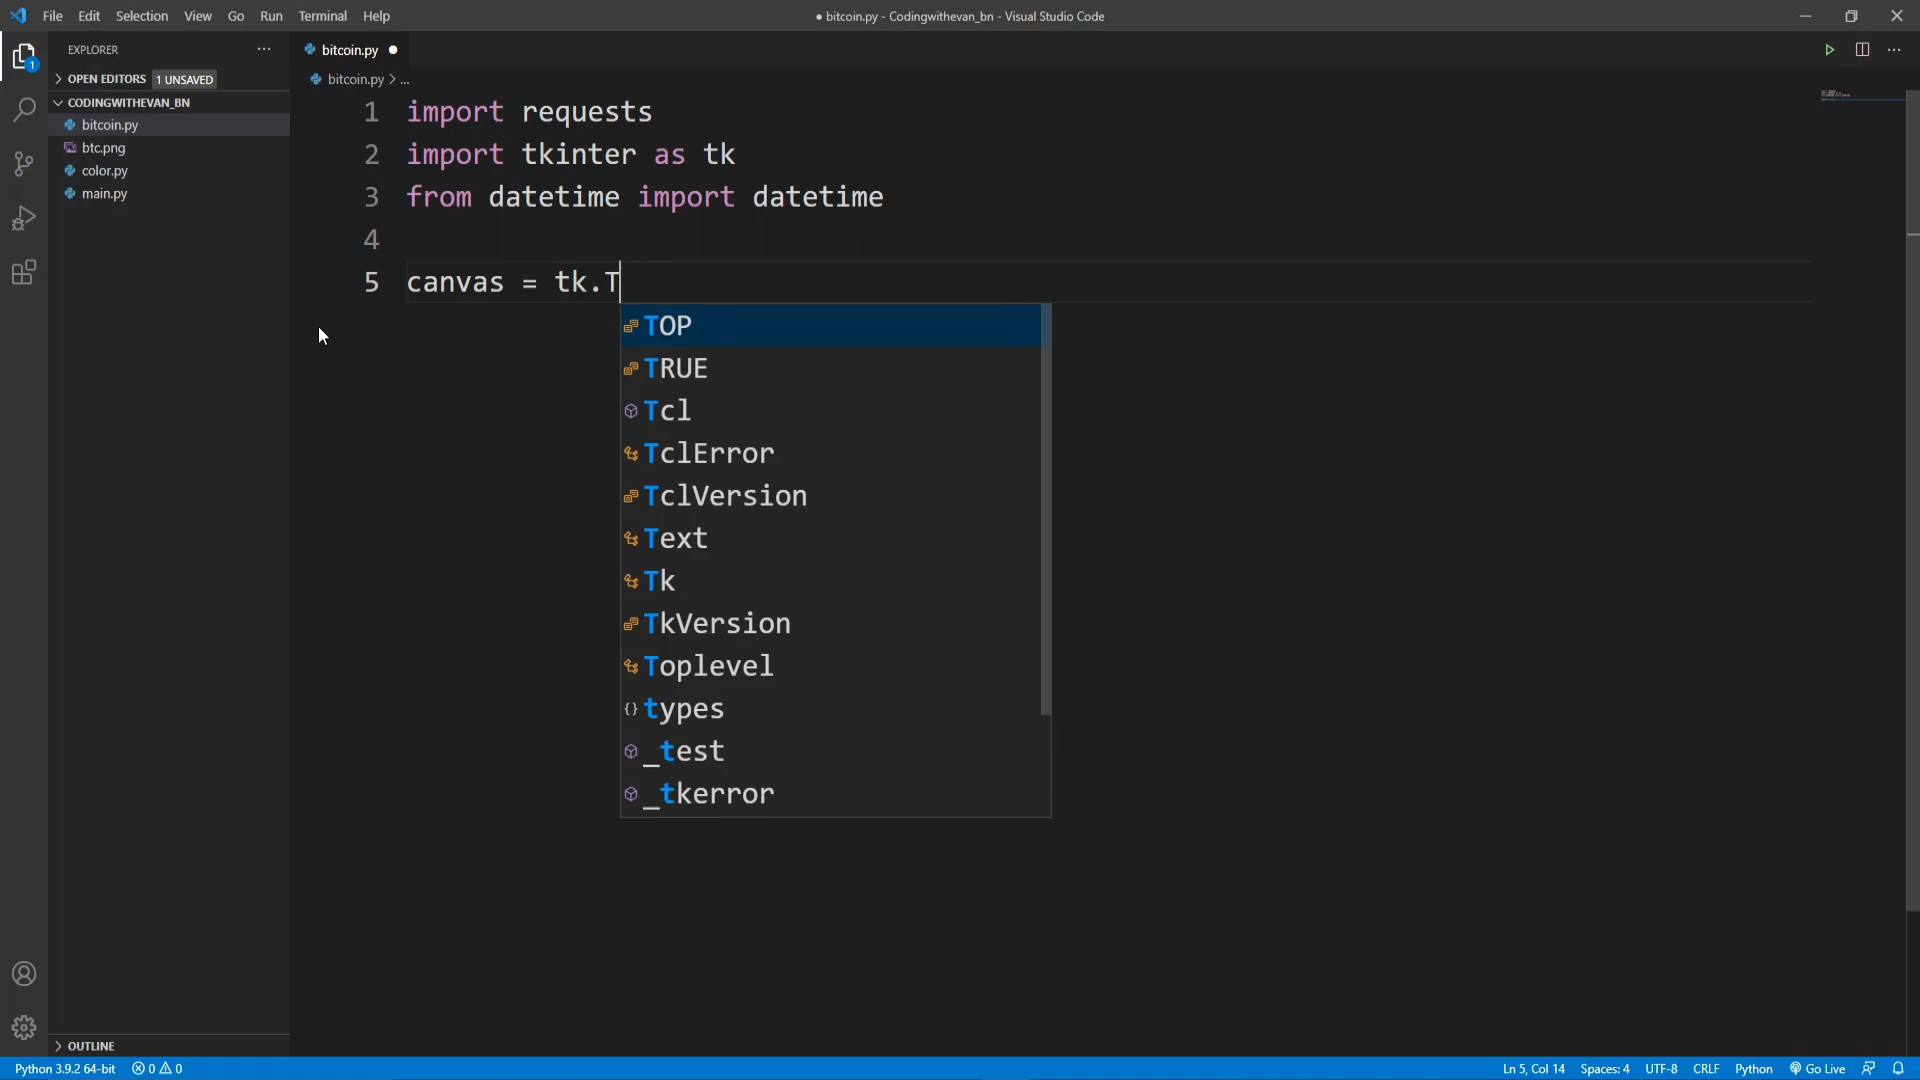 File Edit Selection View Go Run Terminal Help
● bitcoin.py - Codingwithevan_bn - Visual Studio Code
EXPLORER ...
OPEN EDITORS 1 UNSAVED
CODINGWITHEVAN_BN
bitcoin.py
btc.png
color.py
main.py
OUTLINE
1
bitcoin.py ●
bitcoin.py > ...
1 import requests
2 import tkinter as tk
3 from datetime import datetime
4
5 canvas = tk.T
TOP
TRUE
Tcl
TclError
TclVersion
Text
Tk
TkVersion
Toplevel
{} types
_test
_tkerror
Python 3.9.2 64-bit 0 0
Ln 5, Col 14 Spaces: 4 UTF-8 CRLF Python Go Live